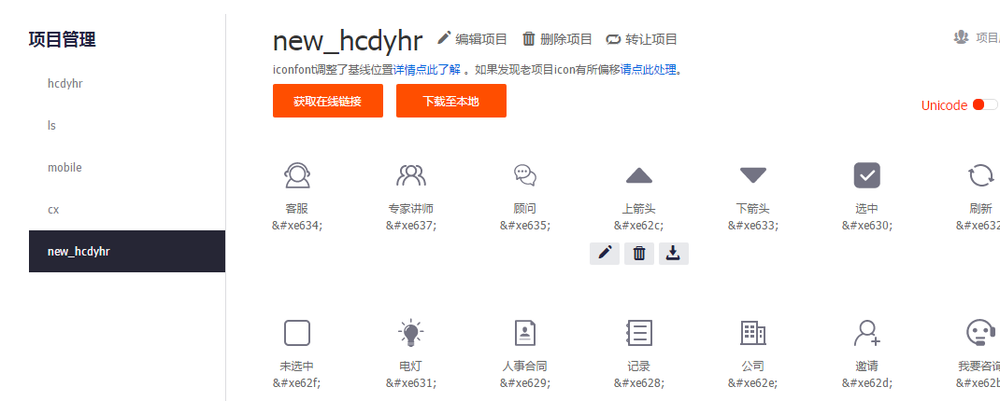 项目管理
hcdyhr
ls
mobile
cx
new_hcdyhr
new_hcdyhr 编辑项目 删除项目 转让项目
项目
iconfont调整了基线位置详情点此了解 。如果发现老项目icon有所偏移请点此处理。
获取在线链接 下载至本地
Unicode
客服 专家讲师 顾问 上箭头 下箭头 选中 刷新
&#xe634; &#xe637; &#xe635; &#xe62c; &#xe633; &#xe630; &#xe632
未选中 电灯 人事合同 记录 公司 邀请 我要咨询
&#xe62f; &#xe631; &#xe629; &#xe628; &#xe62e; &#xe62d; &#xe62b